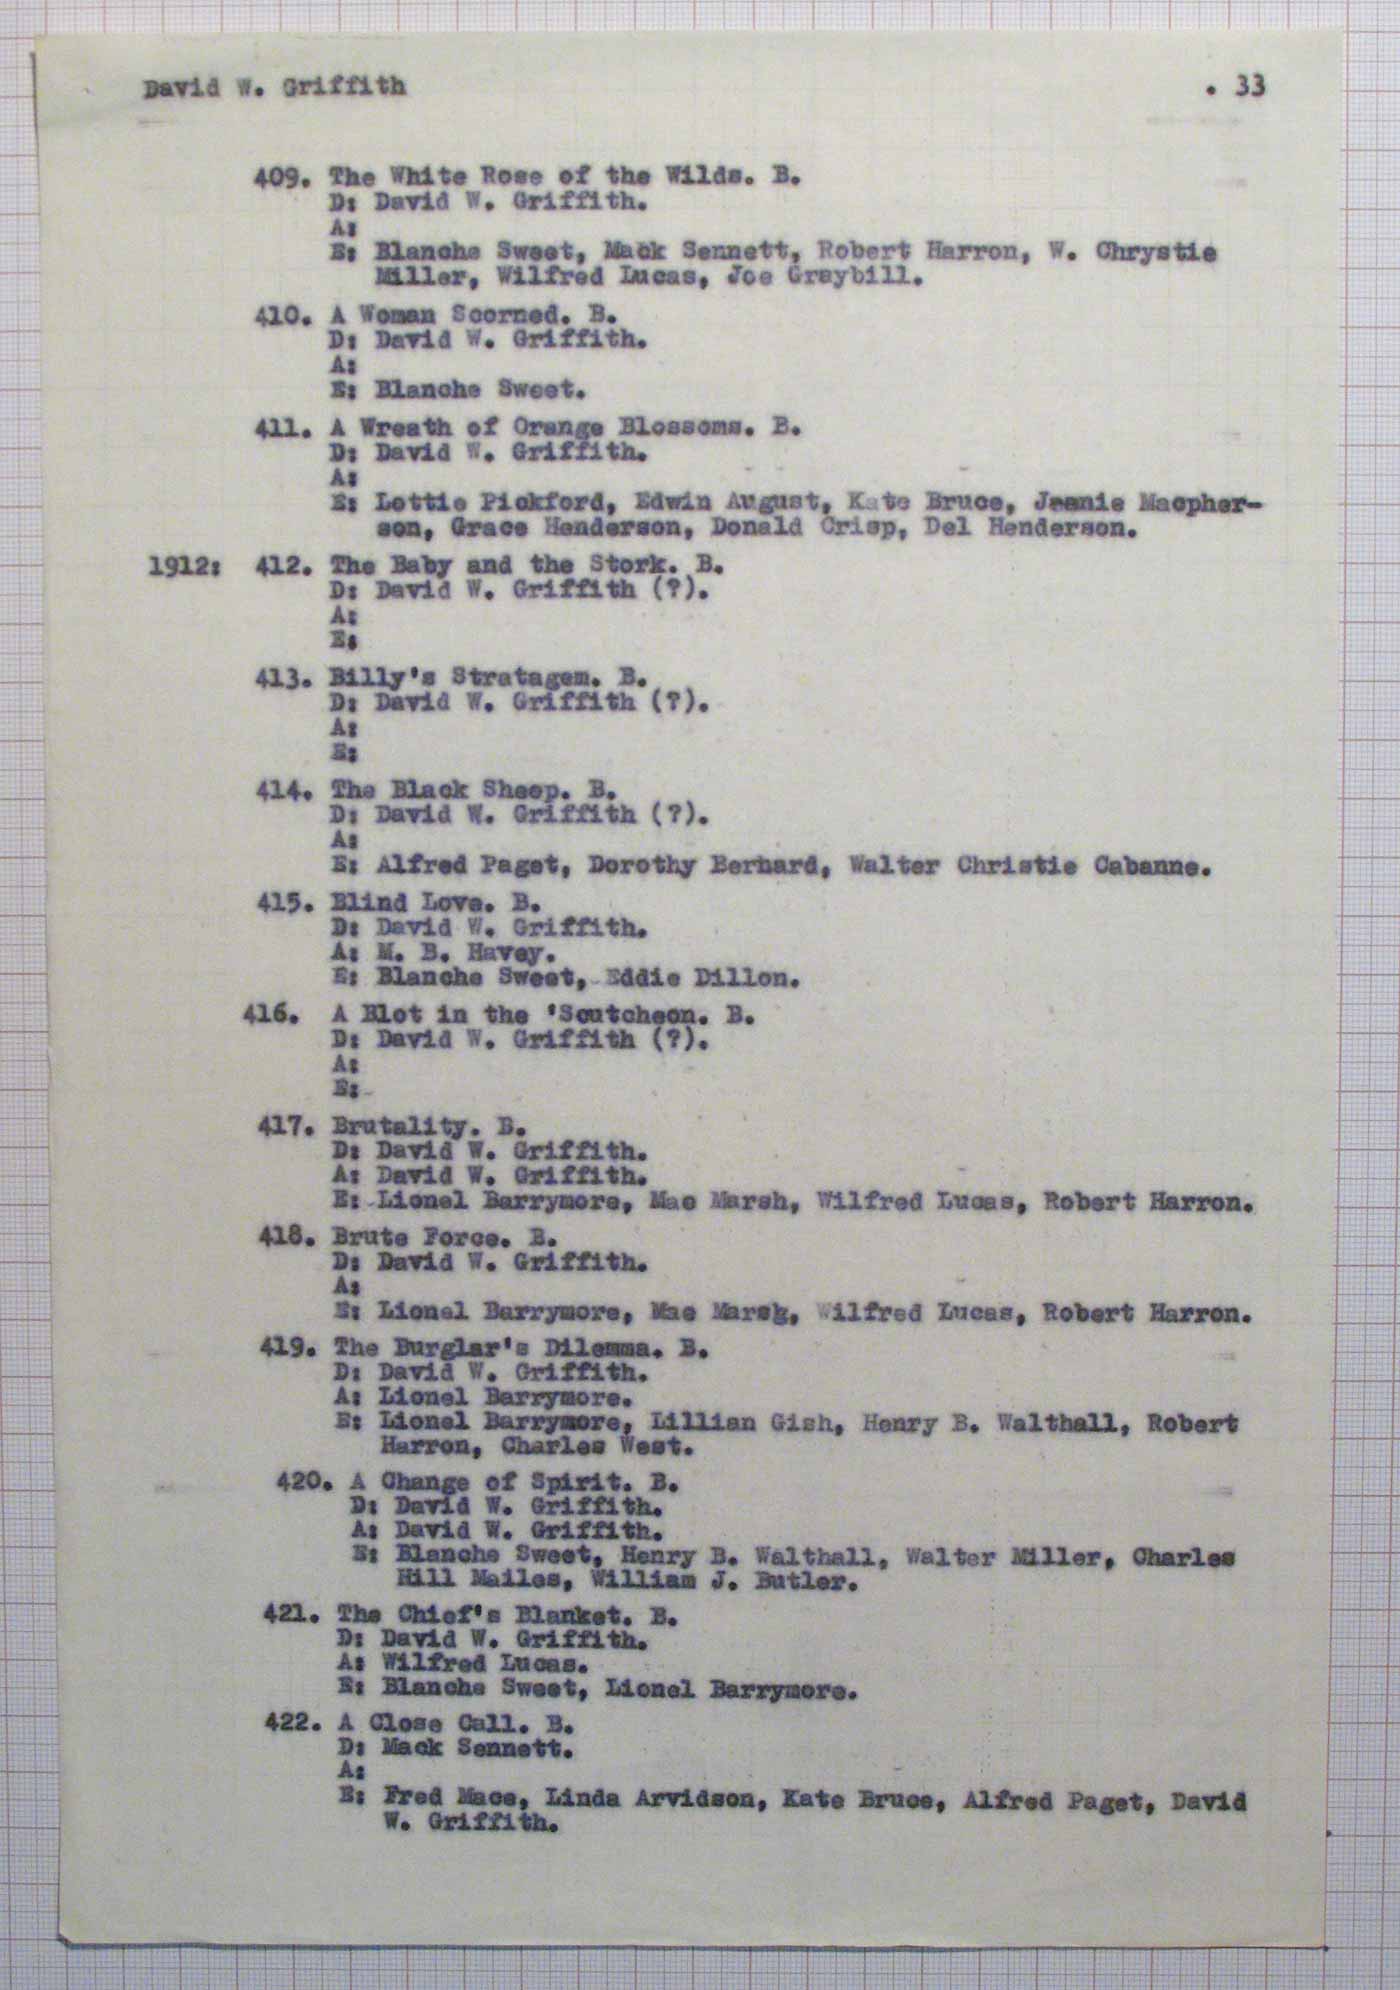 David W. Griffith . 33
409. The White Rose of the Wilds. B.
D: David W. Griffith.
A:
E: Blanche Sweet, Mack Sennett, Robert Harron, W. Chrystie
Miller, Wilfred Lucas, Joe Graybill.
410. A Woman Scorned. B.
D: David W. Griffith.
A:
E: Blanche Sweet.
411. A Wreath of Orange Blossoms. B.
D: David W. Griffith.
A:
E: Lottie Pickford, Edwin August, Kate Bruce, Jeanie Macpher-
son, Grace Henderson, Donald Crisp, Del Henderson.
1912: 412. The Baby and the Stork. B.
D: David W. Griffith (?).
A:
E:
413. Billy's Stratagem. B.
D: David W. Griffith (?).
A:
E:
414. The Black Sheep. B.
D: David W. Griffith (?).
A:
E: Alfred Paget, Dorothy Berhard, Walter Christie Cabanne.
415. Blind Love. B.
D: David W. Griffith.
A: M. B. Havey.
E: Blanche Sweet, Eddie Dillon.
416. A Blot in the 'Scutcheon. B.
D: David W. Griffith (?).
A:
E:
417. Brutality. B.
D: David W. Griffith.
A: David W. Griffith.
E: Lionel Barrymore, Mae Marsh, Wilfred Lucas, Robert Harron.
418. Brute Force. B.
D: David W. Griffith.
A:
E: Lionel Barrymore, Mae Marsh, Wilfred Lucas, Robert Harron.
419. The Burglar's Dilemma. B.
D: David W. Griffith.
A: Lionel Barrymore.
E: Lionel Barrymore, Lillian Gish, Henry B. Walthall, Robert
Harron, Charles West.
420. A Change of Spirit. B.
D: David W. Griffith.
A: David W. Griffith.
E: Blanche Sweet, Henry B. Walthall, Walter Miller, Charles
Hill Mailes, William J. Butler.
421. The Chief's Blanket. B.
D: David W. Griffith.
A: Wilfred Lucas.
E: Blanche Sweet, Lionel Barrymore.
422. A Close Call. B.
D: Mack Sennett.
A:
E: Fred Mace, Linda Arvidson, Kate Bruce, Alfred Paget, David
W. Griffith.